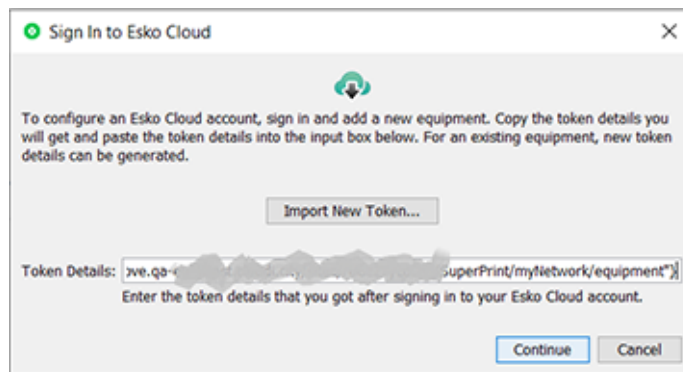 Sign In to Esko Cloud
To configure an Esko Cloud account, sign in and add a new equipment. Copy the token details you
will get and paste the token details into the input box below. For an existing equipment, new token
details can be generated.
Import New Token...
Token Details: ove.qa- SuperPrint/myNetwork/equipment"}
Enter the token details that you got after signing in to your Esko Cloud account.
Continue Cancel